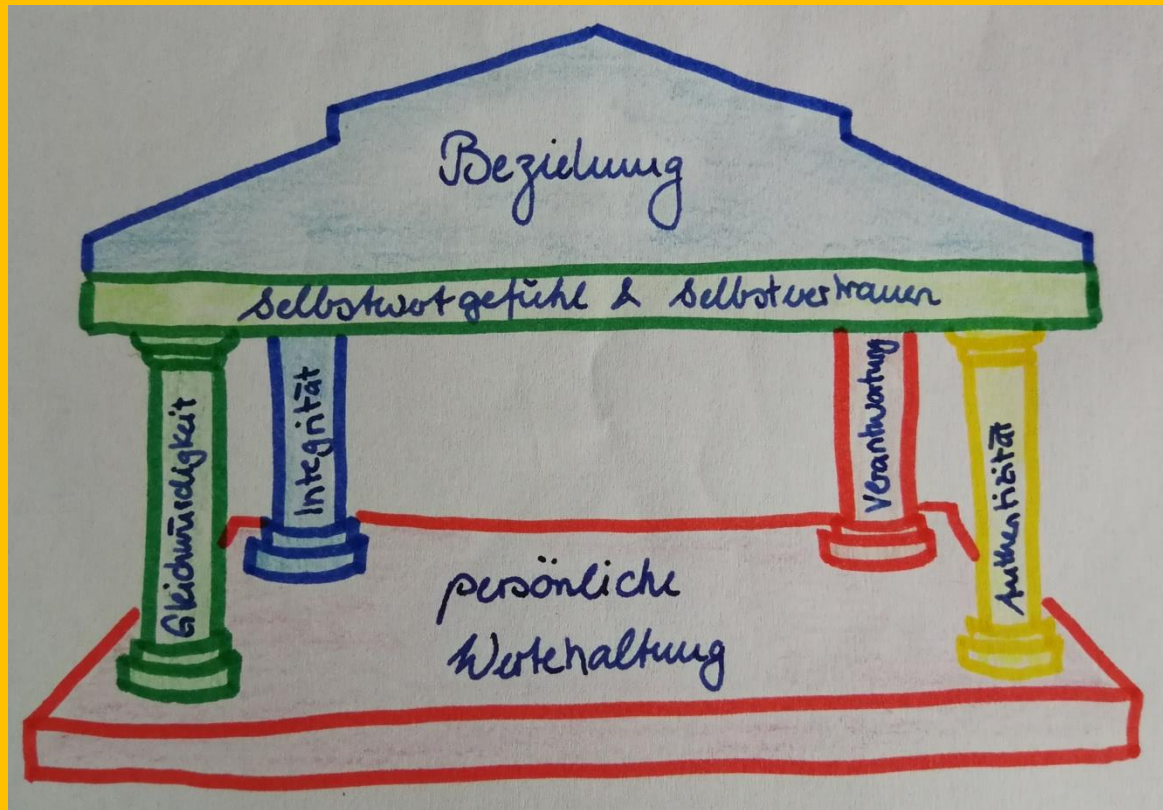 Beziehung
Selbstwertgefühl & Selbstvertrauen
Gleichwürdigkeit
Integrität
Verantwortung
Authentizität
persönliche
Wertehaltung